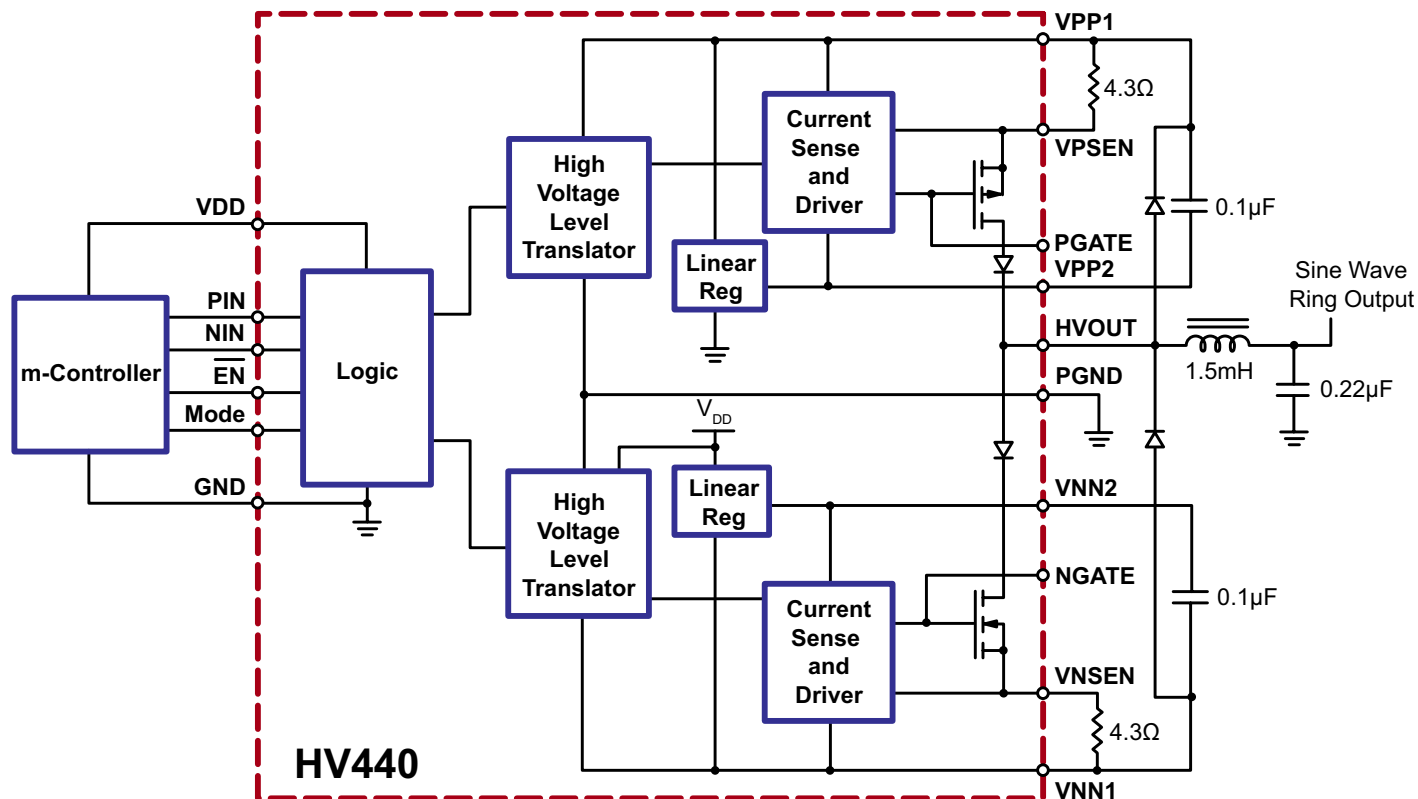 VPP1
4.3Ω
Current
Sense
and
Driver
VPSEN
High
Voltage
Level
Translator
VDD
0.1µF
PGATE
Linear
Reg
VPP2
Sine Wave
Ring Output
PIN
HVOUT
NIN
m-Controller
Logic
EN
1.5mH
PGND
0.22µF
Mode
VDD
GND
High
Voltage
Level
Translator
Linear
Reg
VNN2
NGATE
0.1µF
Current
Sense
and
Driver
VNSEN
4.3Ω
HV440
VNN1